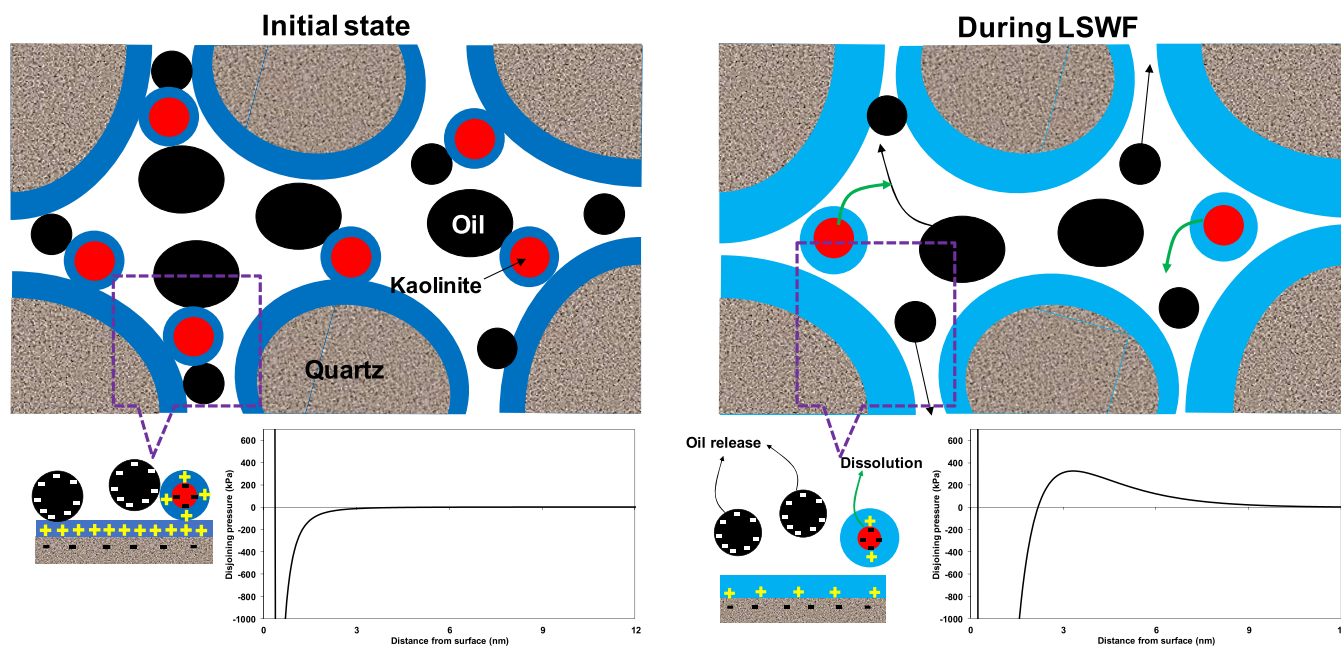 Initial state
During LSWF
Oil
Kaolinite
Quartz
Disjoining pressure (kPa)
600
400
200
0
-200
-400
-600
-800
-1000
0
3
6
9
12
Distance from surface (nm)
Oil release
Dissolution
Disjoining pressure (kPa)
600
400
200
0
-200
-400
-600
-800
-1000
0
3
6
9
Distance from surface (nm)